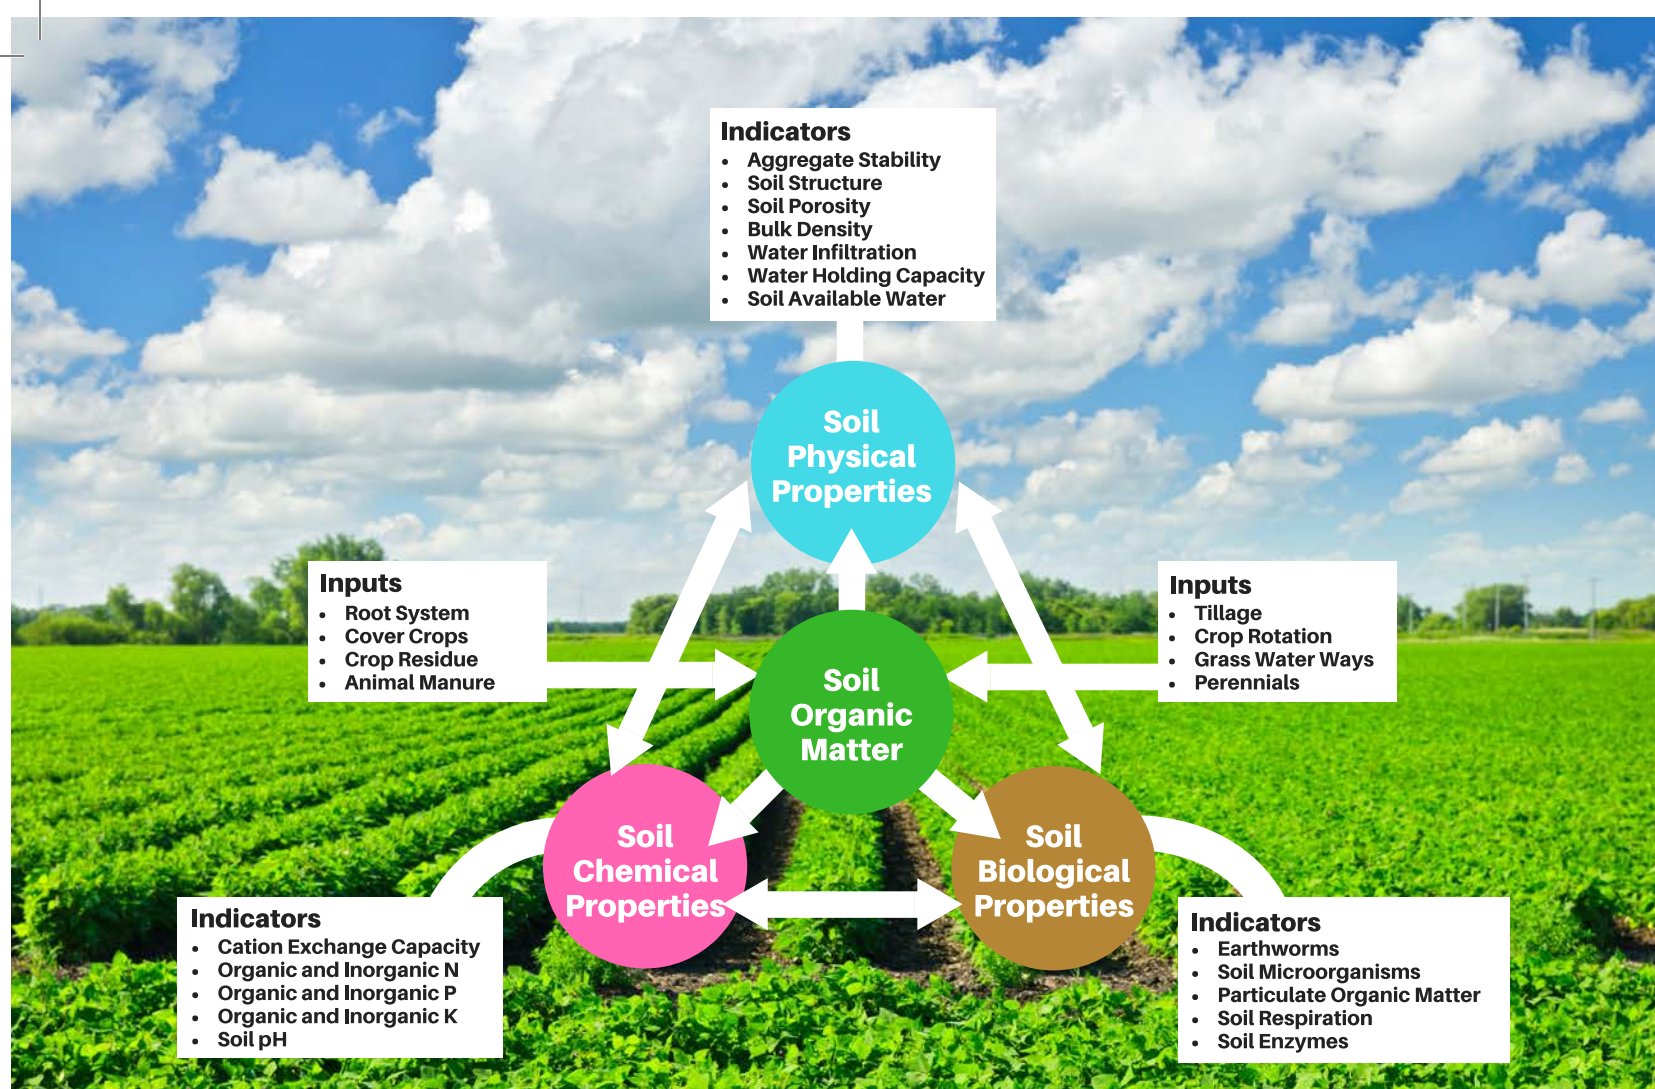 Indicators
• Aggregate Stability
• Soil Structure
• Soil Porosity
• Bulk Density
• Water Infiltration
• Water Holding Capacity
• Soil Available Water
Soil
Physical
Properties
Inputs
• Root System
• Cover Crops
• Crop Residue
• Animal Manure
Inputs
• Tillage
• Crop Rotation
• Grass Water Ways
• Perennials
Soil
Organic
Matter
Soil
Chemical
Properties
Soil
Biological
Properties
Indicators
• Cation Exchange Capacity
• Organic and Inorganic N
• Organic and Inorganic P
• Organic and Inorganic K
• Soil pH
Indicators
• Earthworms
• Soil Microorganisms
• Particulate Organic Matter
• Soil Respiration
• Soil Enzymes